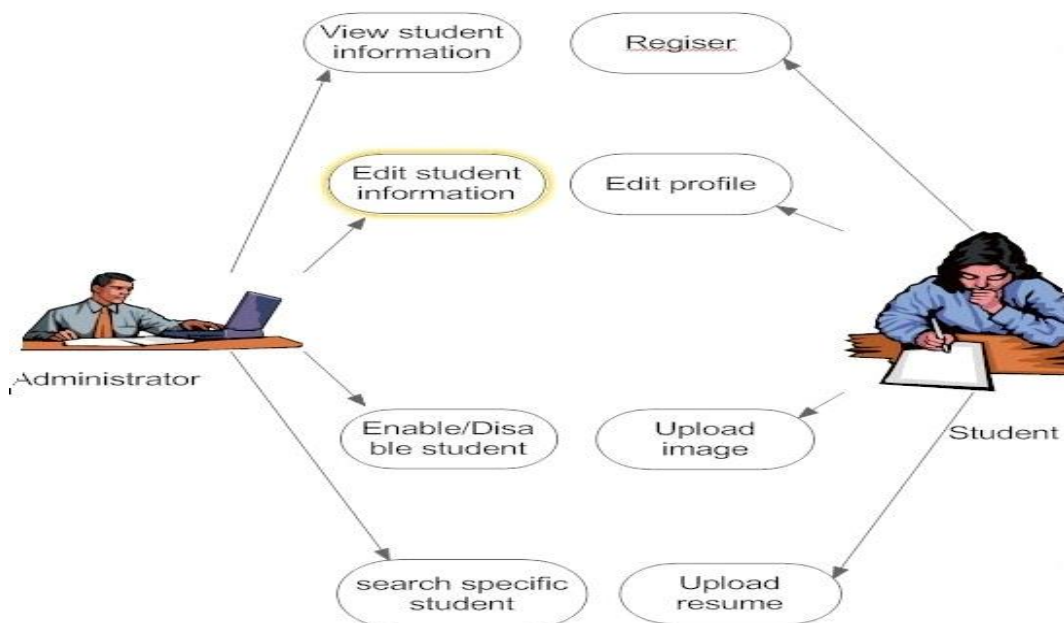 View student
information
Regiser
Edit student
information
Edit profile
Administrator
Enable/Disa
ble student
Upload
image
Student
search specific
student
Upload
resume